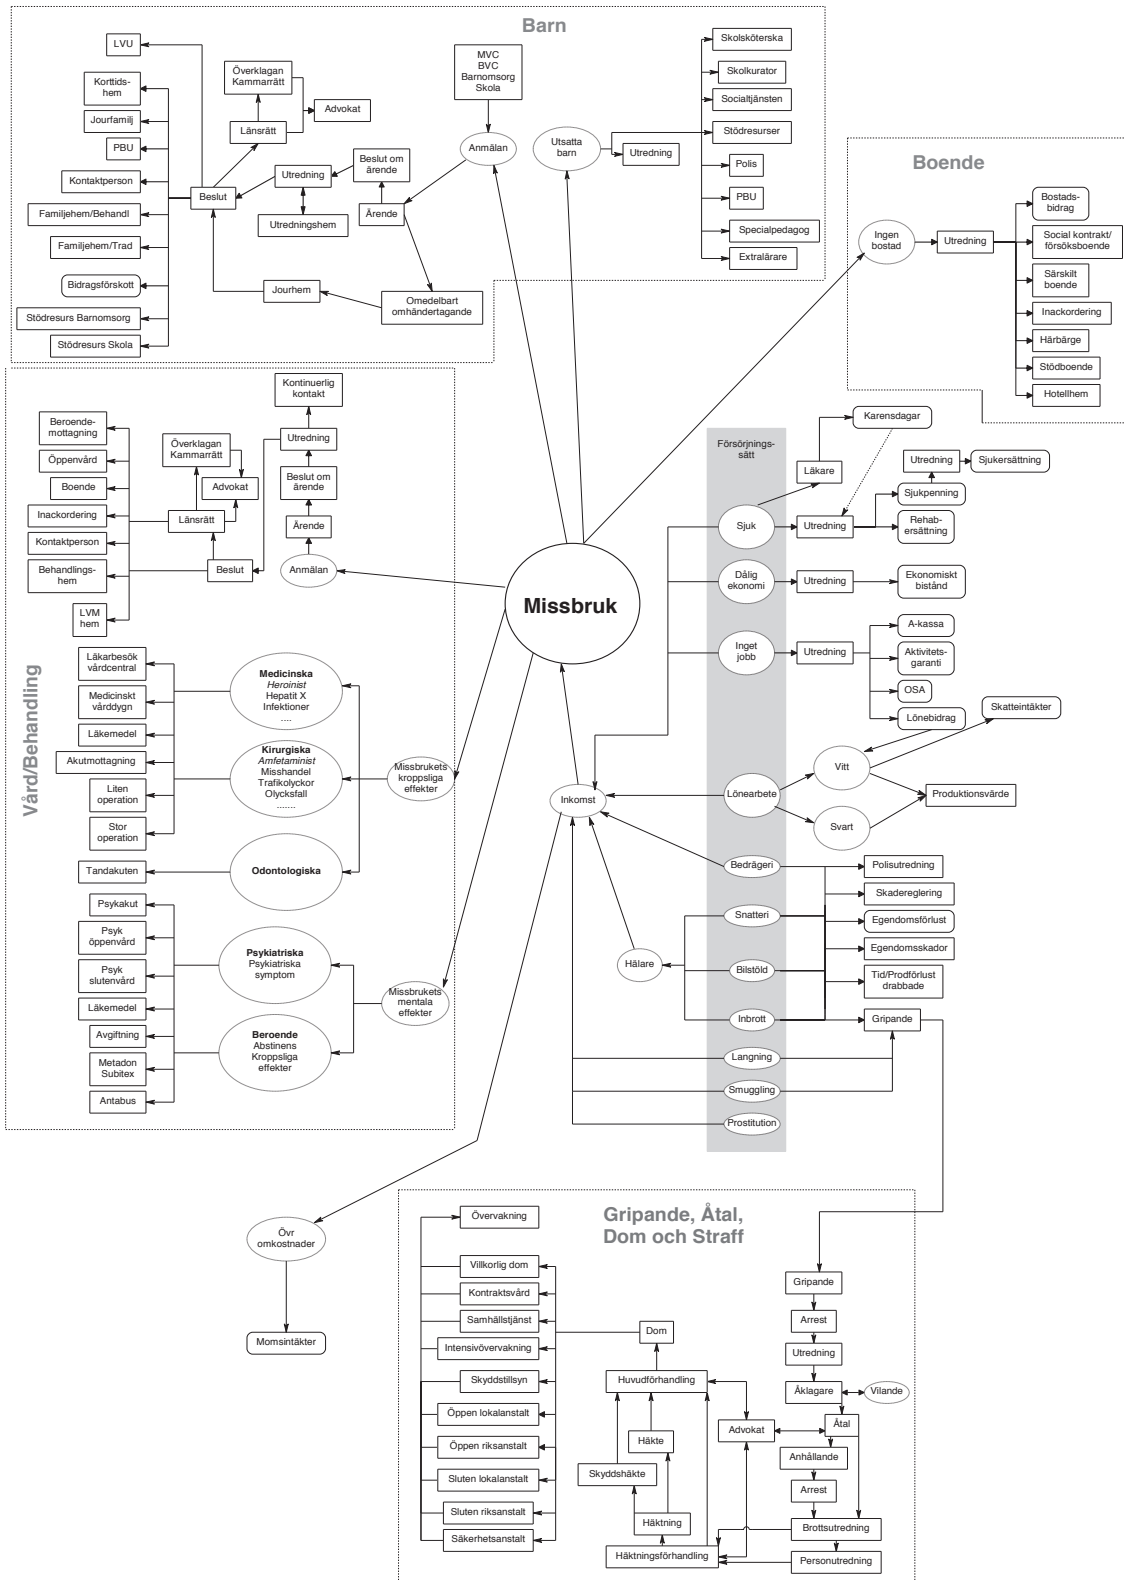 Barn
LVU
Korttids-
hem
Jourfamilj
PBU
Kontaktperson
Familjehem/Behandl
Familjehem/Trad
Bidragsförskott
Stödresurs Barnomsorg
Stödresurs Skola
Överklagan
Kammarrätt
Advokat
Länsrätt
Beslut
Utredning
Utredningshem
Beslut om
ärende
Ärende
Jourhem
Omedelbart
omhändertagande
MVC
BVC
Barnomsorg
Skola
Anmälan
Utsatta
barn
Utredning
Skolsköterska
Skolkurator
Socialtjänsten
Stödresurser
Polis
PBU
Specialpedagog
Extralärare
Boende
Ingen
bostad
Utredning
Bostads-
bidrag
Social kontrakt/
försöksboende
Särskilt
boende
Inackordering
Härbärge
Stödboende
Hotellhem
Vård/Behandling
Kontinuerlig
kontakt
Utredning
Beslut om
ärende
Ärende
Anmälan
Beroende-
mottagning
Öppenvård
Boende
Inackordering
Kontaktperson
Behandlings-
hem
LVM
hem
Överklagan
Kammarrätt
Advokat
Länsrätt
Beslut
Missbruk
Läkarbesök
vårdcentral
Medicinskt
vårddygn
Läkemedel
Akutmottagning
Liten
operation
Stor
operation
Tandakuten
Medicinska
Heroinist
Hepatit X
Infektioner
....
Kirurgiska
Amfetaminist
Misshandel
Trafikolyckor
Olycksfall
.......
Odontologiska
Missbrukets
kroppsliga
effekter
Psykakut
Psyk
öppenvård
Psyk
slutenvård
Läkemedel
Avgiftning
Metadon
Subitex
Antabus
Psykiatriska
Psykiatriska
symptom
Beroende
Abstinens
Kroppsliga
effekter
Missbrukets
mentala
effekter
Försörjnings-
sätt
Karensdagar
Läkare
Sjuk
Utredning
Utredning
Sjukersättning
Sjukpenning
Rehab-
ersättning
Dålig
ekonomi
Utredning
Ekonomiskt
bistånd
Inget
jobb
Utredning
A-kassa
Aktivitets-
garanti
OSA
Lönebidrag
Skatteintäkter
Vitt
Svart
Produktionsvärde
Lönearbete
Inkomst
Bedrägeri
Snatteri
Bilstöld
Inbrott
Langning
Smuggling
Prostitution
Hälare
Polisutredning
Skadereglering
Egendomsförlust
Egendomsskador
Tid/Prodförlust
drabbade
Gripande
Övr
omkostnader
Momsintäkter
Gripande, Åtal,
Dom och Straff
Övervakning
Villkorlig dom
Kontraktsvård
Samhällstjänst
Intensivövervakning
Skyddstillsyn
Öppen lokalanstalt
Öppen riksanstalt
Sluten lokalanstalt
Sluten riksanstalt
Säkerhetsanstalt
Dom
Huvudförhandling
Häkte
Skyddshäkte
Häktning
Häktningsförhandling
Advokat
Gripande
Arrest
Utredning
Åklagare
Vilande
Åtal
Anhållande
Arrest
Brottsutredning
Personutredning